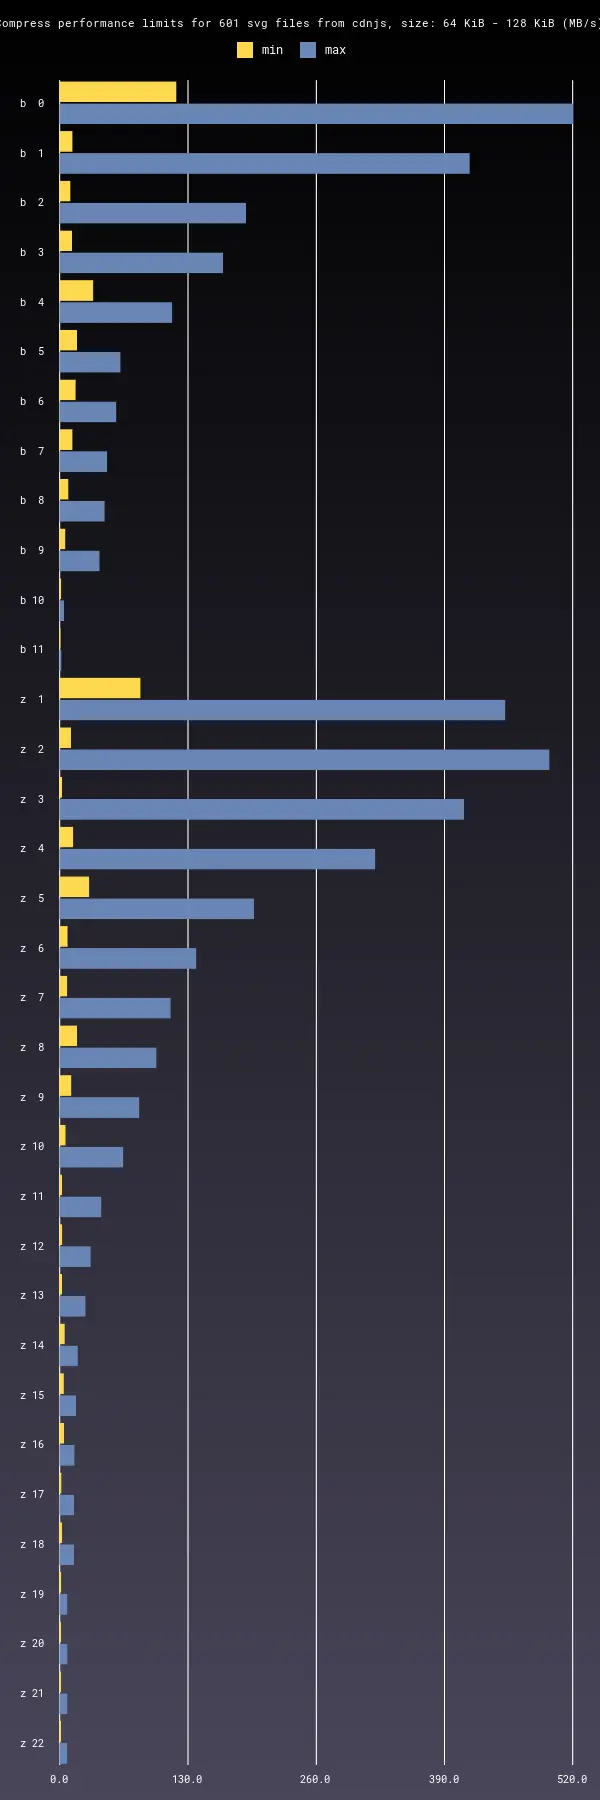 ompress performance limits for 601 svg files from cdnjs, size: 64 KiB - 128 KiB (MB/s)
min max
b 0
b 1
b 2
b 3
b 4
b 5
b 6
b 7
b 8
b 9
b 10
b 11
z 1
z 2
z 3
z 4
z 5
z 6
z 7
z 8
z 9
z 10
z 11
z 12
z 13
z 14
z 15
z 16
z 17
z 18
z 19
z 20
z 21
z 22
0.0 130.0 260.0 390.0 520.0